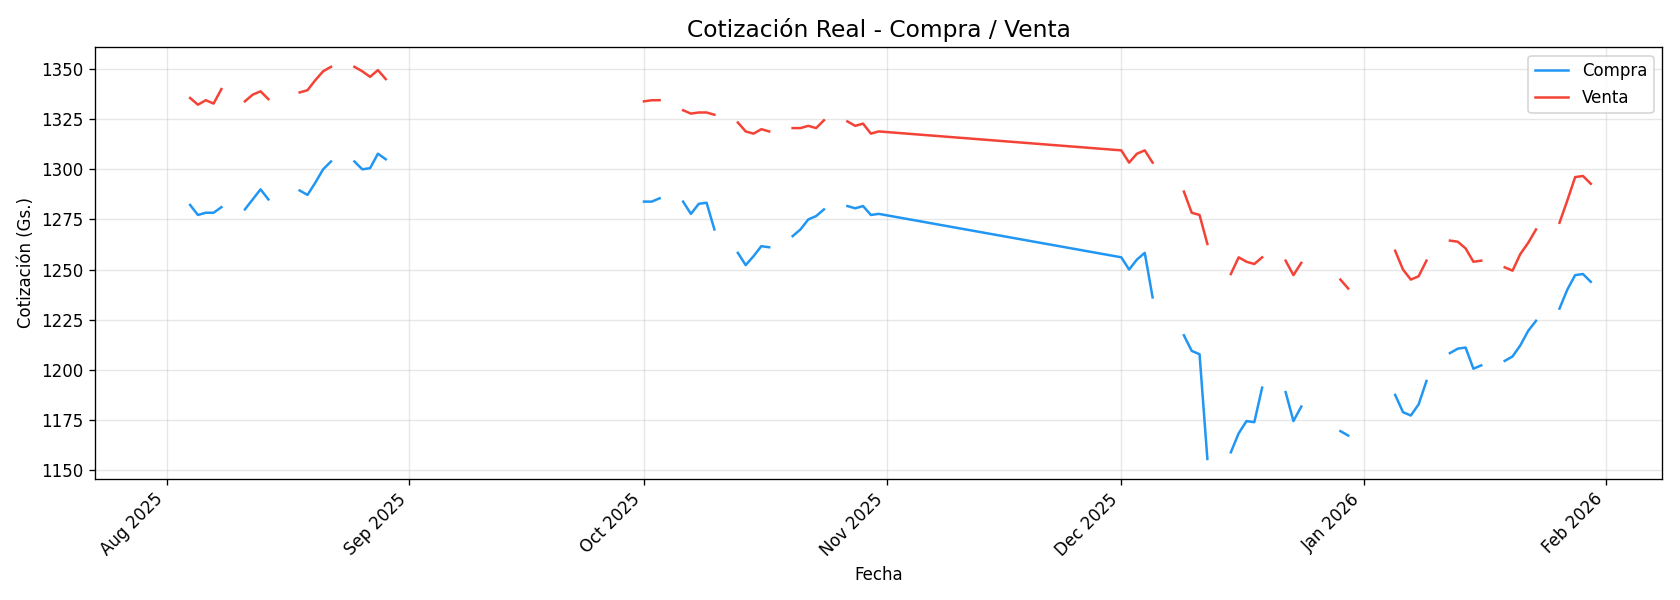 Cotización Real - Compra / Venta
Compra
Venta
Cotización (Gs.)
1350
1325
1300
1275
1250
1225
1200
1175
1150
Aug 2025
Sep 2025
Oct 2025
Nov 2025
Dec 2025
Jan 2026
Feb 2026
Fecha